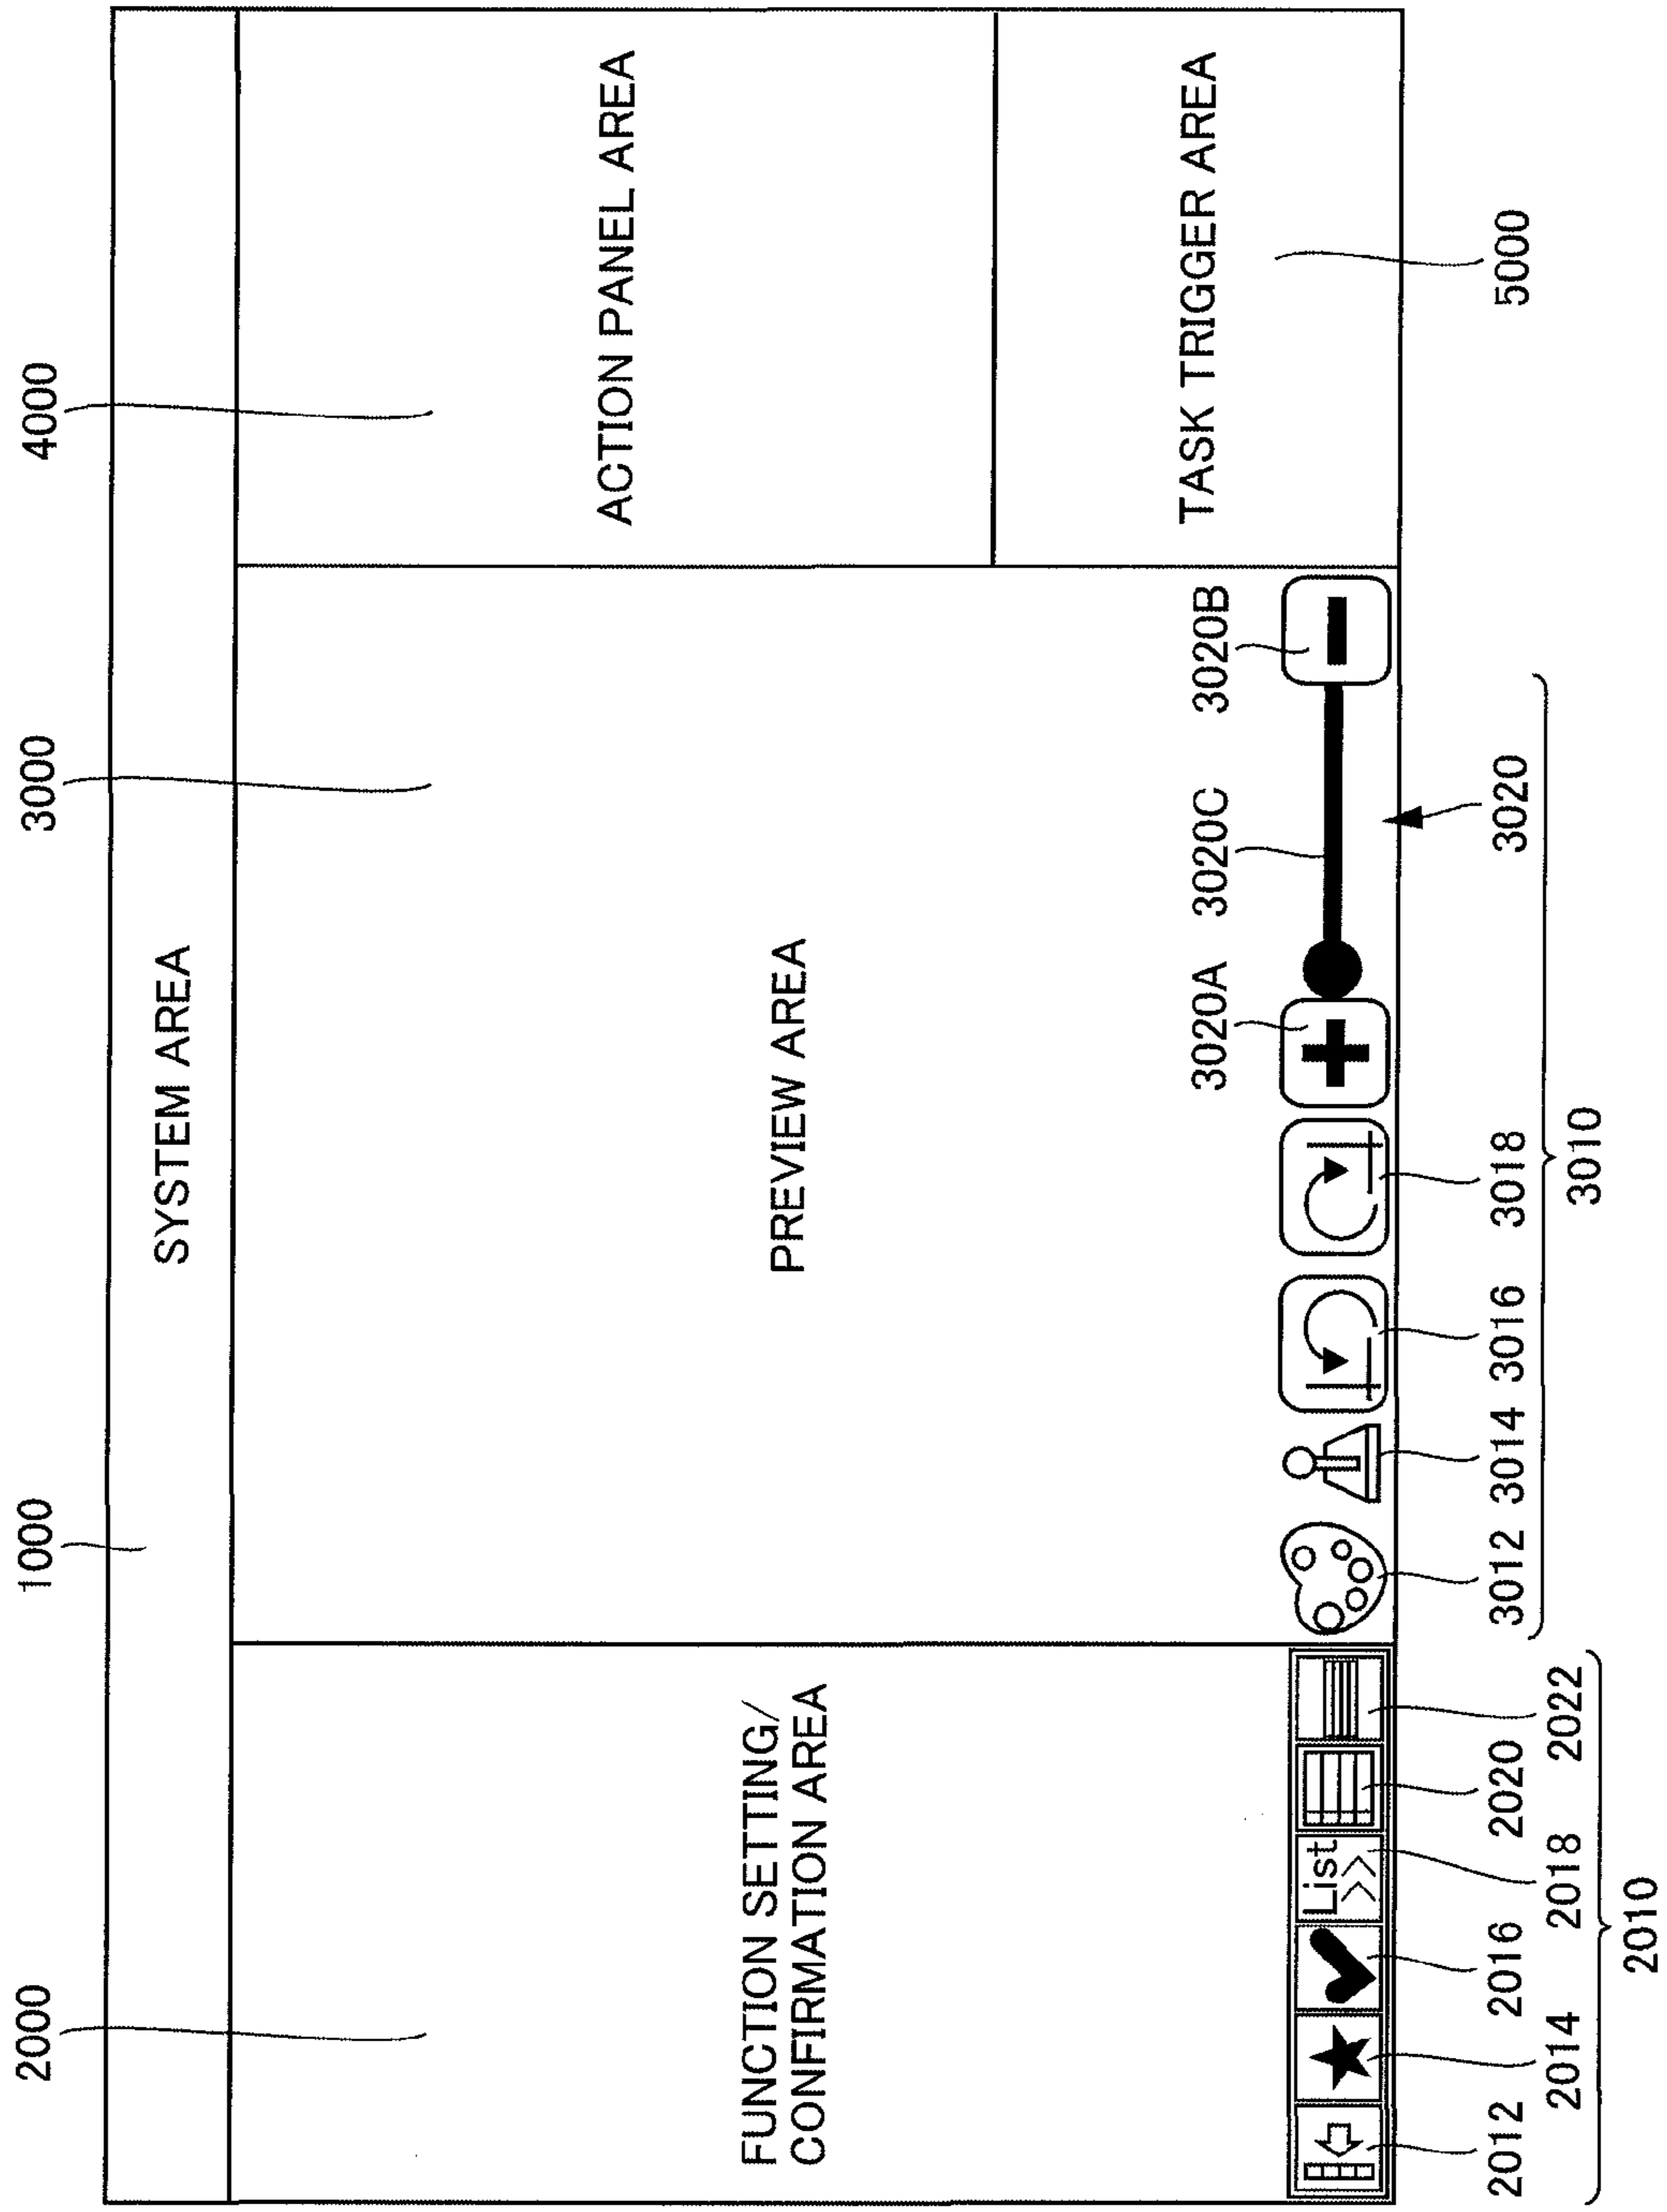 1000
2000
3000
4000
SYSTEM AREA
FUNCTION SETTING/
CONFIRMATION AREA
PREVIEW AREA
ACTION PANEL AREA
TASK TRIGGER AREA
List
3020A
3020C
3020B
2012
2014
2016
2018
2020
2022
2010
3012
3014
3016
3018
3020
3010
5000